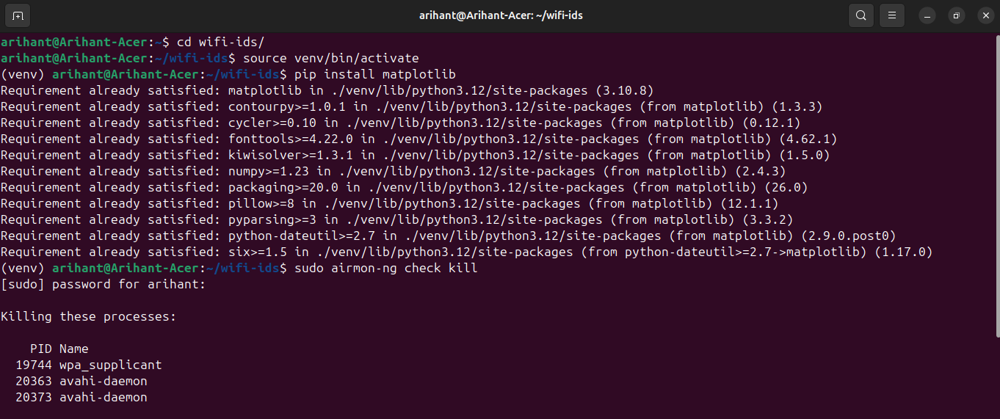 arihant@Arihant-Acer: ~/wifi-ids
arihant@Arihant-Acer:~$ cd wifi-ids/
arihant@Arihant-Acer:~/wifi-ids$ source venv/bin/activate
(venv) arihant@Arihant-Acer:~/wifi-ids$ pip install matplotlib
Requirement already satisfied: matplotlib in ./venv/lib/python3.12/site-packages (3.10.8)
Requirement already satisfied: contourpy>=1.0.1 in ./venv/lib/python3.12/site-packages (from matplotlib) (1.3.3)
Requirement already satisfied: cycler>=0.10 in ./venv/lib/python3.12/site-packages (from matplotlib) (0.12.1)
Requirement already satisfied: fonttools>=4.22.0 in ./venv/lib/python3.12/site-packages (from matplotlib) (4.62.1)
Requirement already satisfied: kiwisolver>=1.3.1 in ./venv/lib/python3.12/site-packages (from matplotlib) (1.5.0)
Requirement already satisfied: numpy>=1.23 in ./venv/lib/python3.12/site-packages (from matplotlib) (2.4.3)
Requirement already satisfied: packaging>=20.0 in ./venv/lib/python3.12/site-packages (from matplotlib) (26.0)
Requirement already satisfied: pillow>=8 in ./venv/lib/python3.12/site-packages (from matplotlib) (12.1.1)
Requirement already satisfied: pyparsing>=3 in ./venv/lib/python3.12/site-packages (from matplotlib) (3.3.2)
Requirement already satisfied: python-dateutil>=2.7 in ./venv/lib/python3.12/site-packages (from matplotlib) (2.9.0.post0)
Requirement already satisfied: six>=1.5 in ./venv/lib/python3.12/site-packages (from python-dateutil>=2.7->matplotlib) (1.17.0)
(venv) arihant@Arihant-Acer:~/wifi-ids$ sudo airmon-ng check kill
[sudo] password for arihant:
Killing these processes:
PID Name
19744 wpa_supplicant
20363 avahi-daemon
20373 avahi-daemon